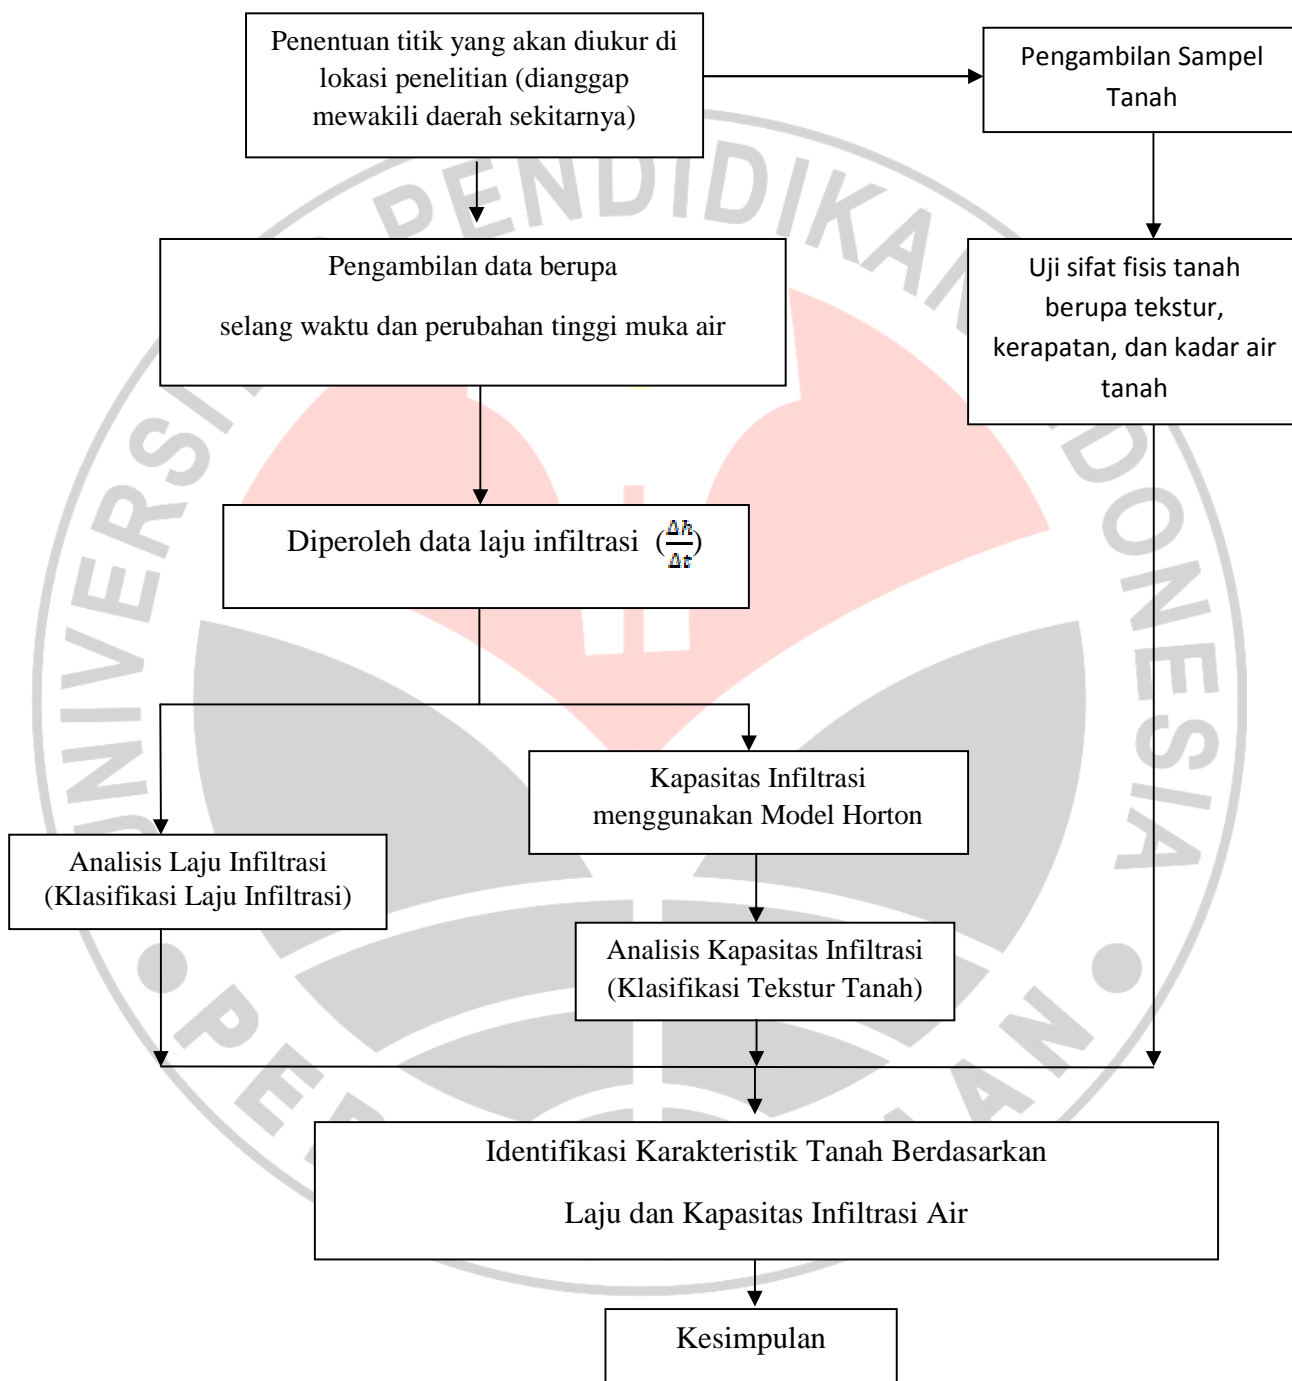 Penentuan titik yang akan diukur di
lokasi penelitian (dianggap
mewakili daerah sekitarnya)
Pengambilan Sampel
Tanah
Pengambilan data berupa
selang waktu dan perubahan tinggi muka air
Uji sifat fisis tanah
berupa tekstur,
kerapatan, dan kadar air
tanah
Diperoleh data laju infiltrasi (Δh/Δt)
Kapasitas Infiltrasi
menggunakan Model Horton
Analisis Laju Infiltrasi
(Klasifikasi Laju Infiltrasi)
Analisis Kapasitas Infiltrasi
(Klasifikasi Tekstur Tanah)
Identifikasi Karakteristik Tanah Berdasarkan
Laju dan Kapasitas Infiltrasi Air
Kesimpulan
PENDIDIKAN